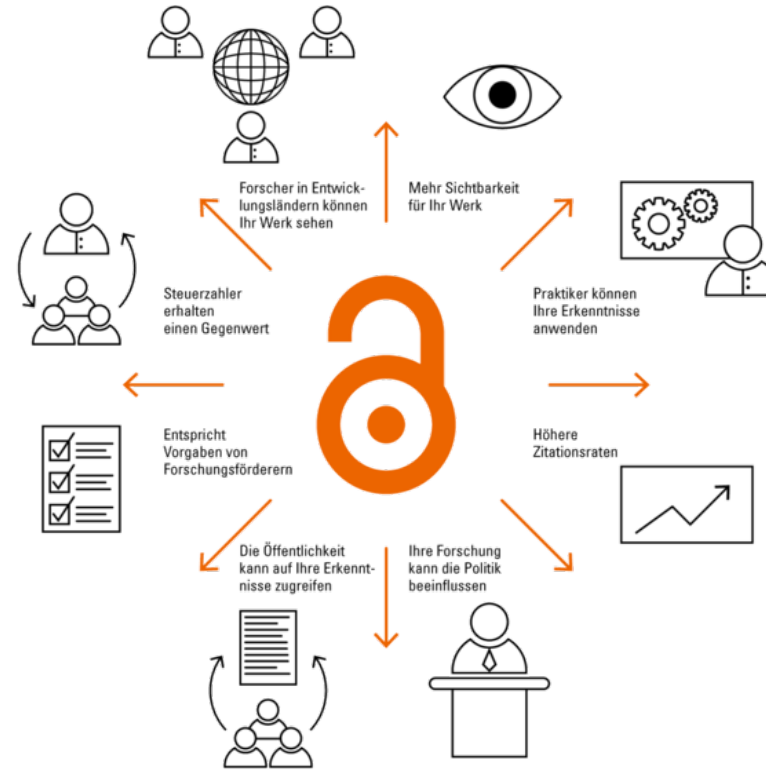 Forscher in Entwick-
lungsländern können
Ihr Werk sehen
Mehr Sichtbarkeit
für Ihr Werk
Steuerzahler
erhalten
einen Gegenwert
Praktiker können
Ihre Erkenntnisse
anwenden
Entspricht
Vorgaben von
Forschungsförderern
Höhere
Zitationsraten
Die Öffentlichkeit
kann auf Ihre Erkennt-
nisse zugreifen
Ihre Forschung
kann die Politik
beeinflussen